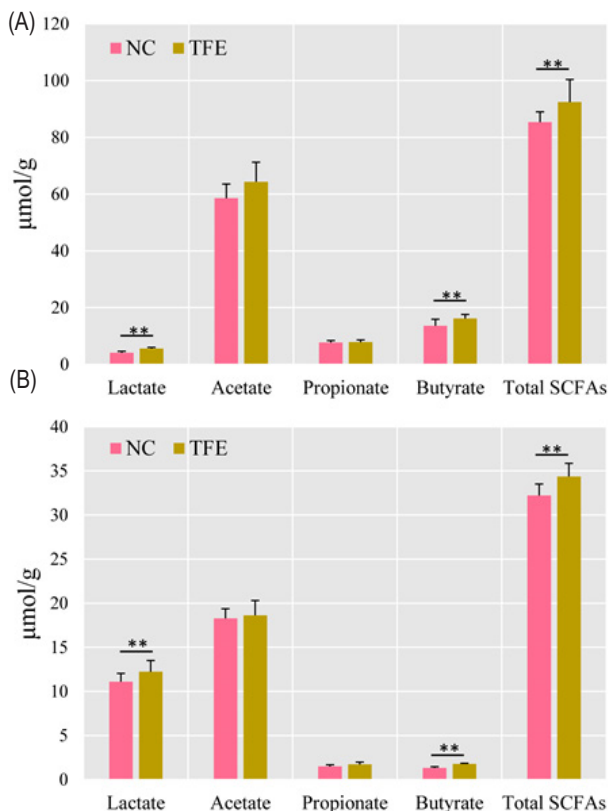 (A)
120
100
80
60
40
20
0
µmol/g
NC TFE
**
**
**
Lactate Acetate Propionate Butyrate Total SCFAs
(B)
40
35
30
25
20
15
10
5
0
µmol/g
NC TFE
**
**
**
Lactate Acetate Propionate Butyrate Total SCFAs